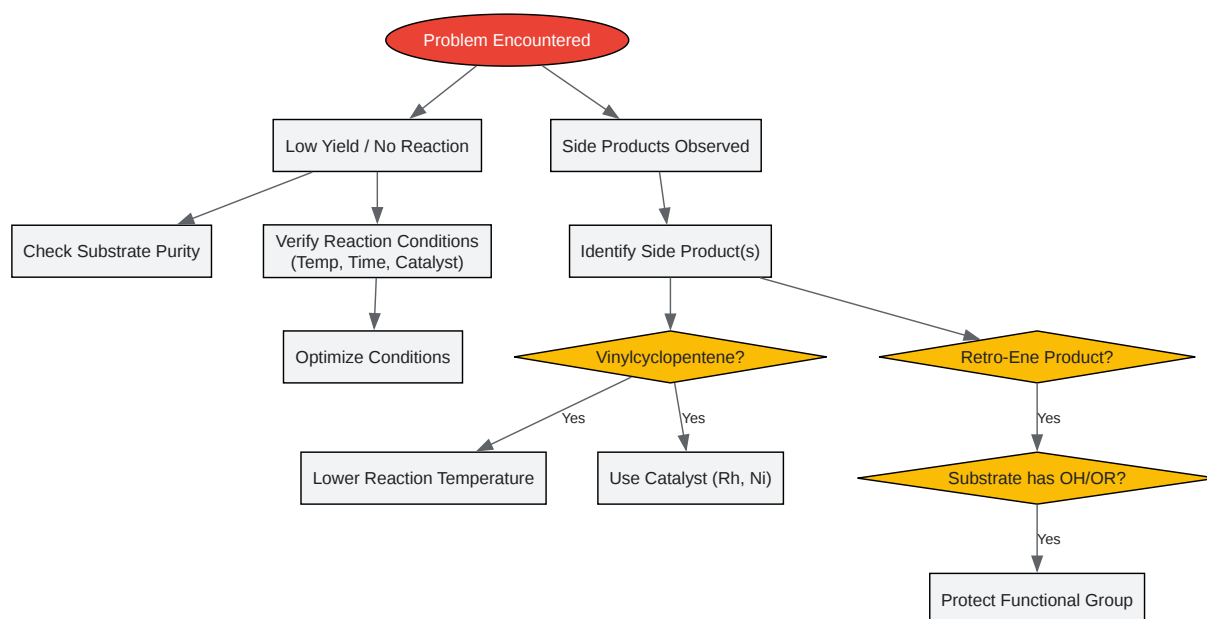 Problem Encountered
Low Yield / No Reaction
Side Products Observed
Check Substrate Purity
Verify Reaction Conditions
(Temp, Time, Catalyst)
Identify Side Product(s)
Optimize Conditions
Vinylcyclopentene?
Retro-Ene Product?
Yes
Yes
Yes
Lower Reaction Temperature
Use Catalyst (Rh, Ni)
Substrate has OH/OR?
Yes
Protect Functional Group